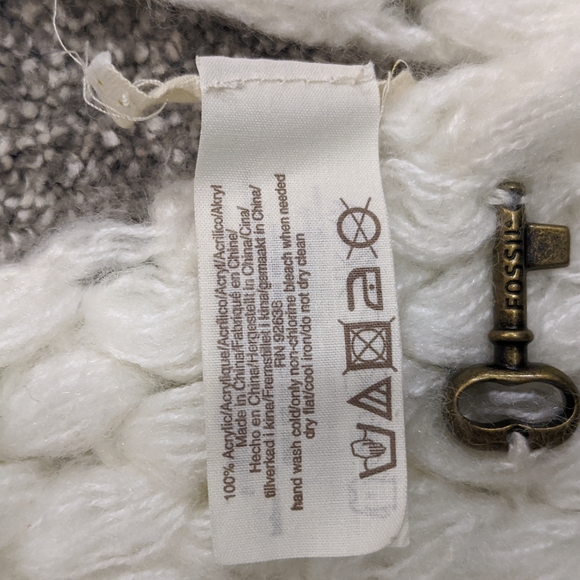 100% Acrylic/Acrylique/Acrilico/Acryl/Acrilico/Akryl
Made in China/Fabriqué en Chine/
Hecho en China/Hergestellt in China/Cina/
tillverkad i kina/Fremstillet i kina/gemaakt in China/
RN 92636
hand wash cold/only non-chlorine bleach when needed
dry flat/cool iron/do not dry clean
FOSSIL